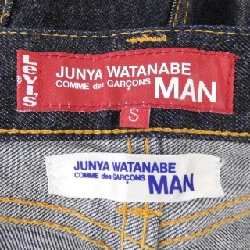 Levi's
JUNYA WATANABE
COMME des GARÇONS MAN
S
JUNYA WATANABE
COMME des GARÇONS MAN